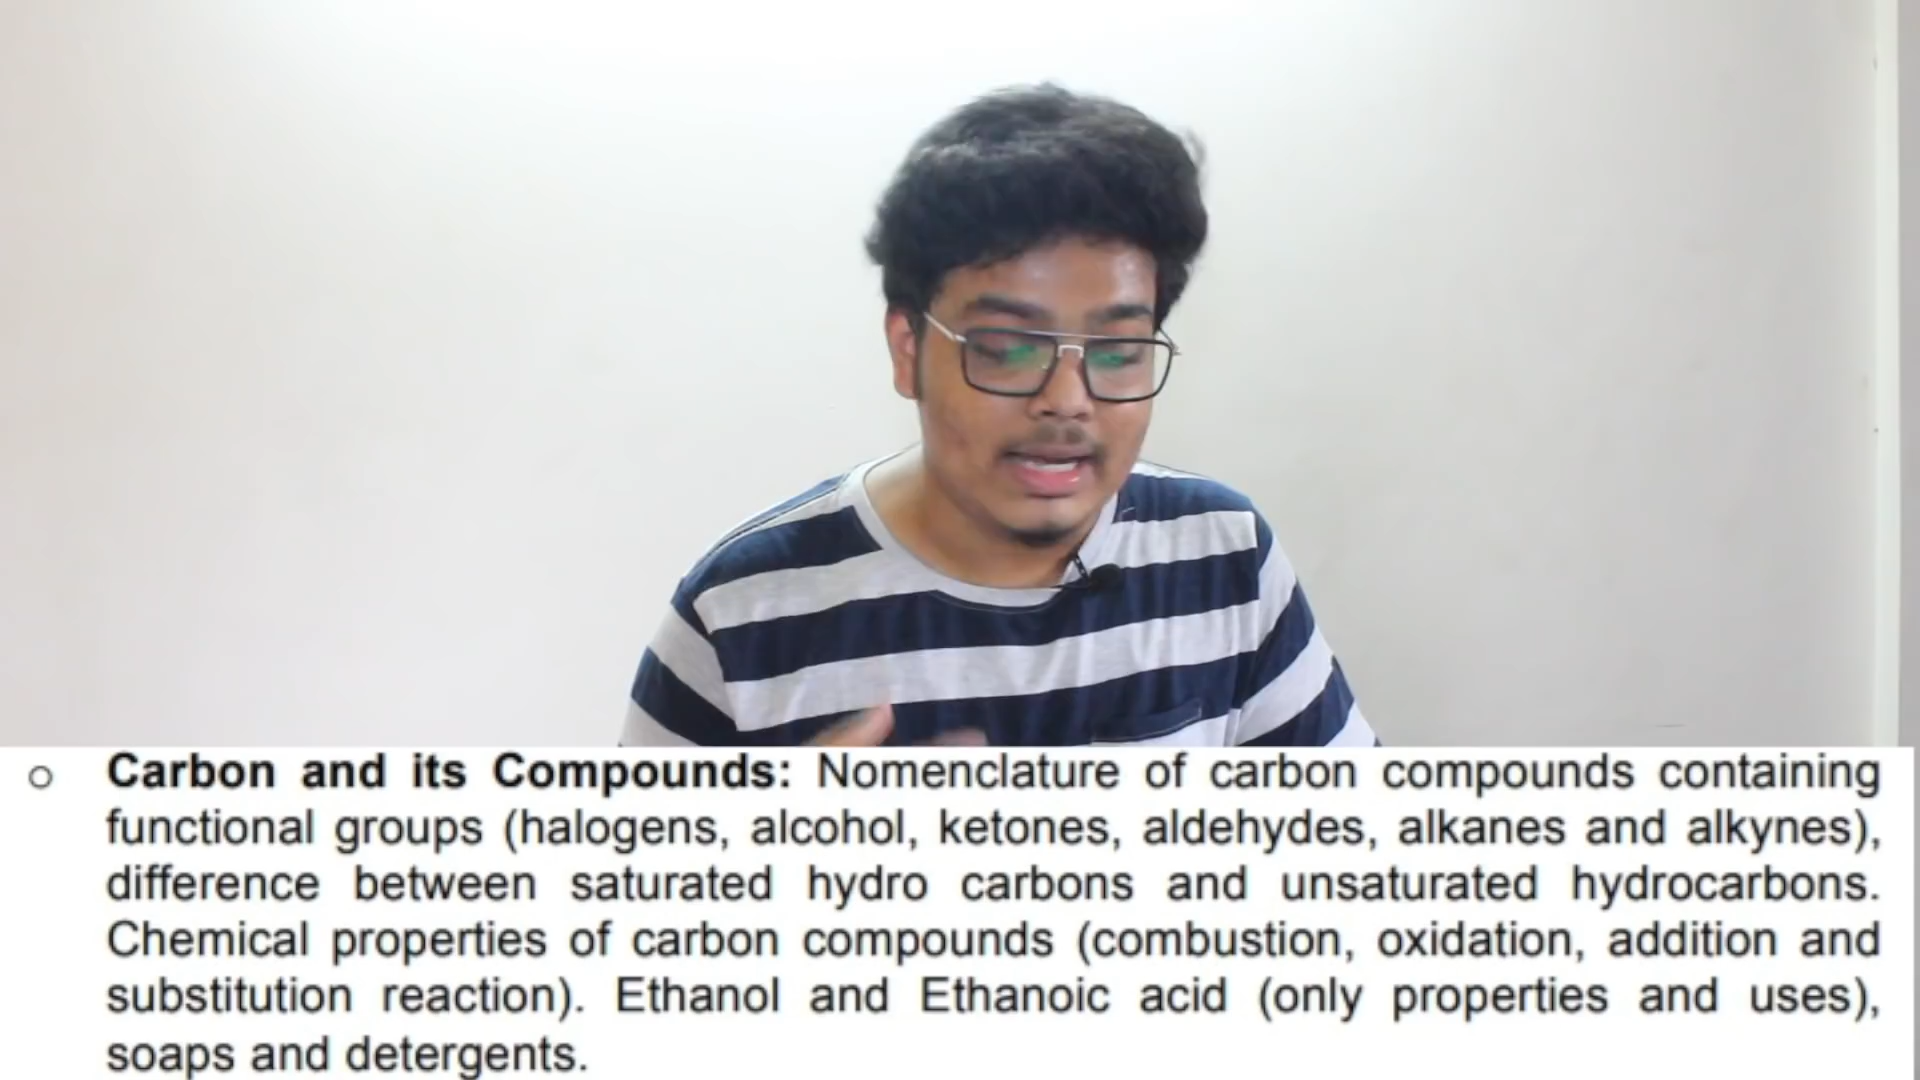 ○ Carbon and its Compounds: Nomenclature of carbon compounds containing
functional groups (halogens, alcohol, ketones, aldehydes, alkanes and alkynes),
difference between saturated hydro carbons and unsaturated hydrocarbons.
Chemical properties of carbon compounds (combustion, oxidation, addition and
substitution reaction). Ethanol and Ethanoic acid (only properties and uses),
soaps and detergents.